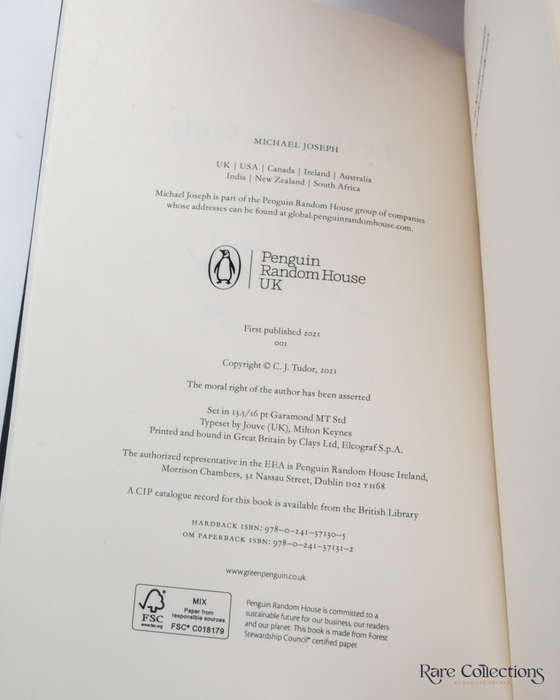 MICHAEL JOSEPH
UK | USA | Canada | Ireland | Australia
India | New Zealand | South Africa
Michael Joseph is part of the Penguin Random House group of companies
whose addresses can be found at global.penguinrandomhouse.com.
Penguin
Random House
UK
First published 2021
001
Copyright © C. J. Tudor, 2021
The moral right of the author has been asserted
Set in 13.5/16 pt Garamond MT Std
Typeset by Jouve (UK), Milton Keynes
Printed and bound in Great Britain by Clays Ltd, Elcograf S.p.A.
The authorized representative in the EEA is Penguin Random House Ireland,
Morrison Chambers, 32 Nassau Street, Dublin D02 YH68
A CIP catalogue record for this book is available from the British Library
HARDBACK ISBN: 978–0–241–37130–5
OM PAPERBACK ISBN: 978–0–241–37131–2
www.greenpenguin.co.uk
FSC
www.fsc.org
MIX
Paper from
responsible sources
FSC® C018179
Penguin Random House is committed to a
sustainable future for our business, our readers
and our planet. This book is made from Forest
Stewardship Council® certified paper.
Rare Collections